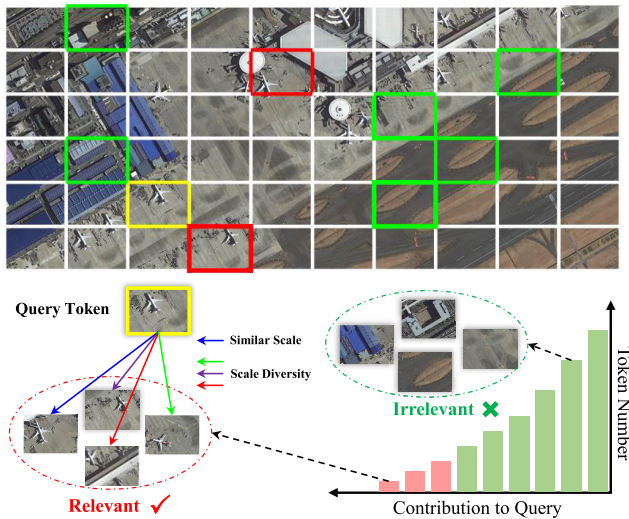 Query Token
Similar Scale
Scale Diversity
Irrelevant
Relevant
Token Number
Contribution to Query